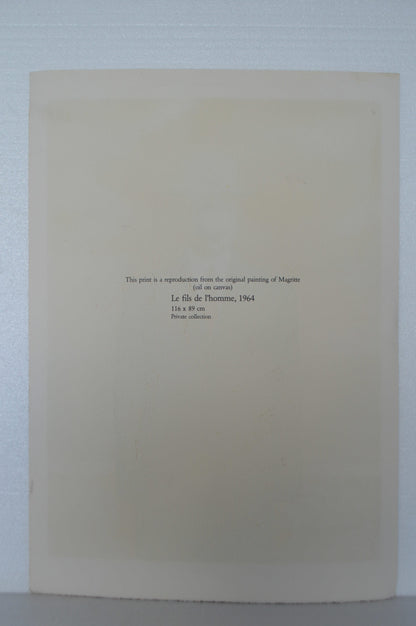 This print is a reproduction from the original painting of Magritte
(oil on canvas)
Le fils de l'homme, 1964
116 x 89 cm
Private collection